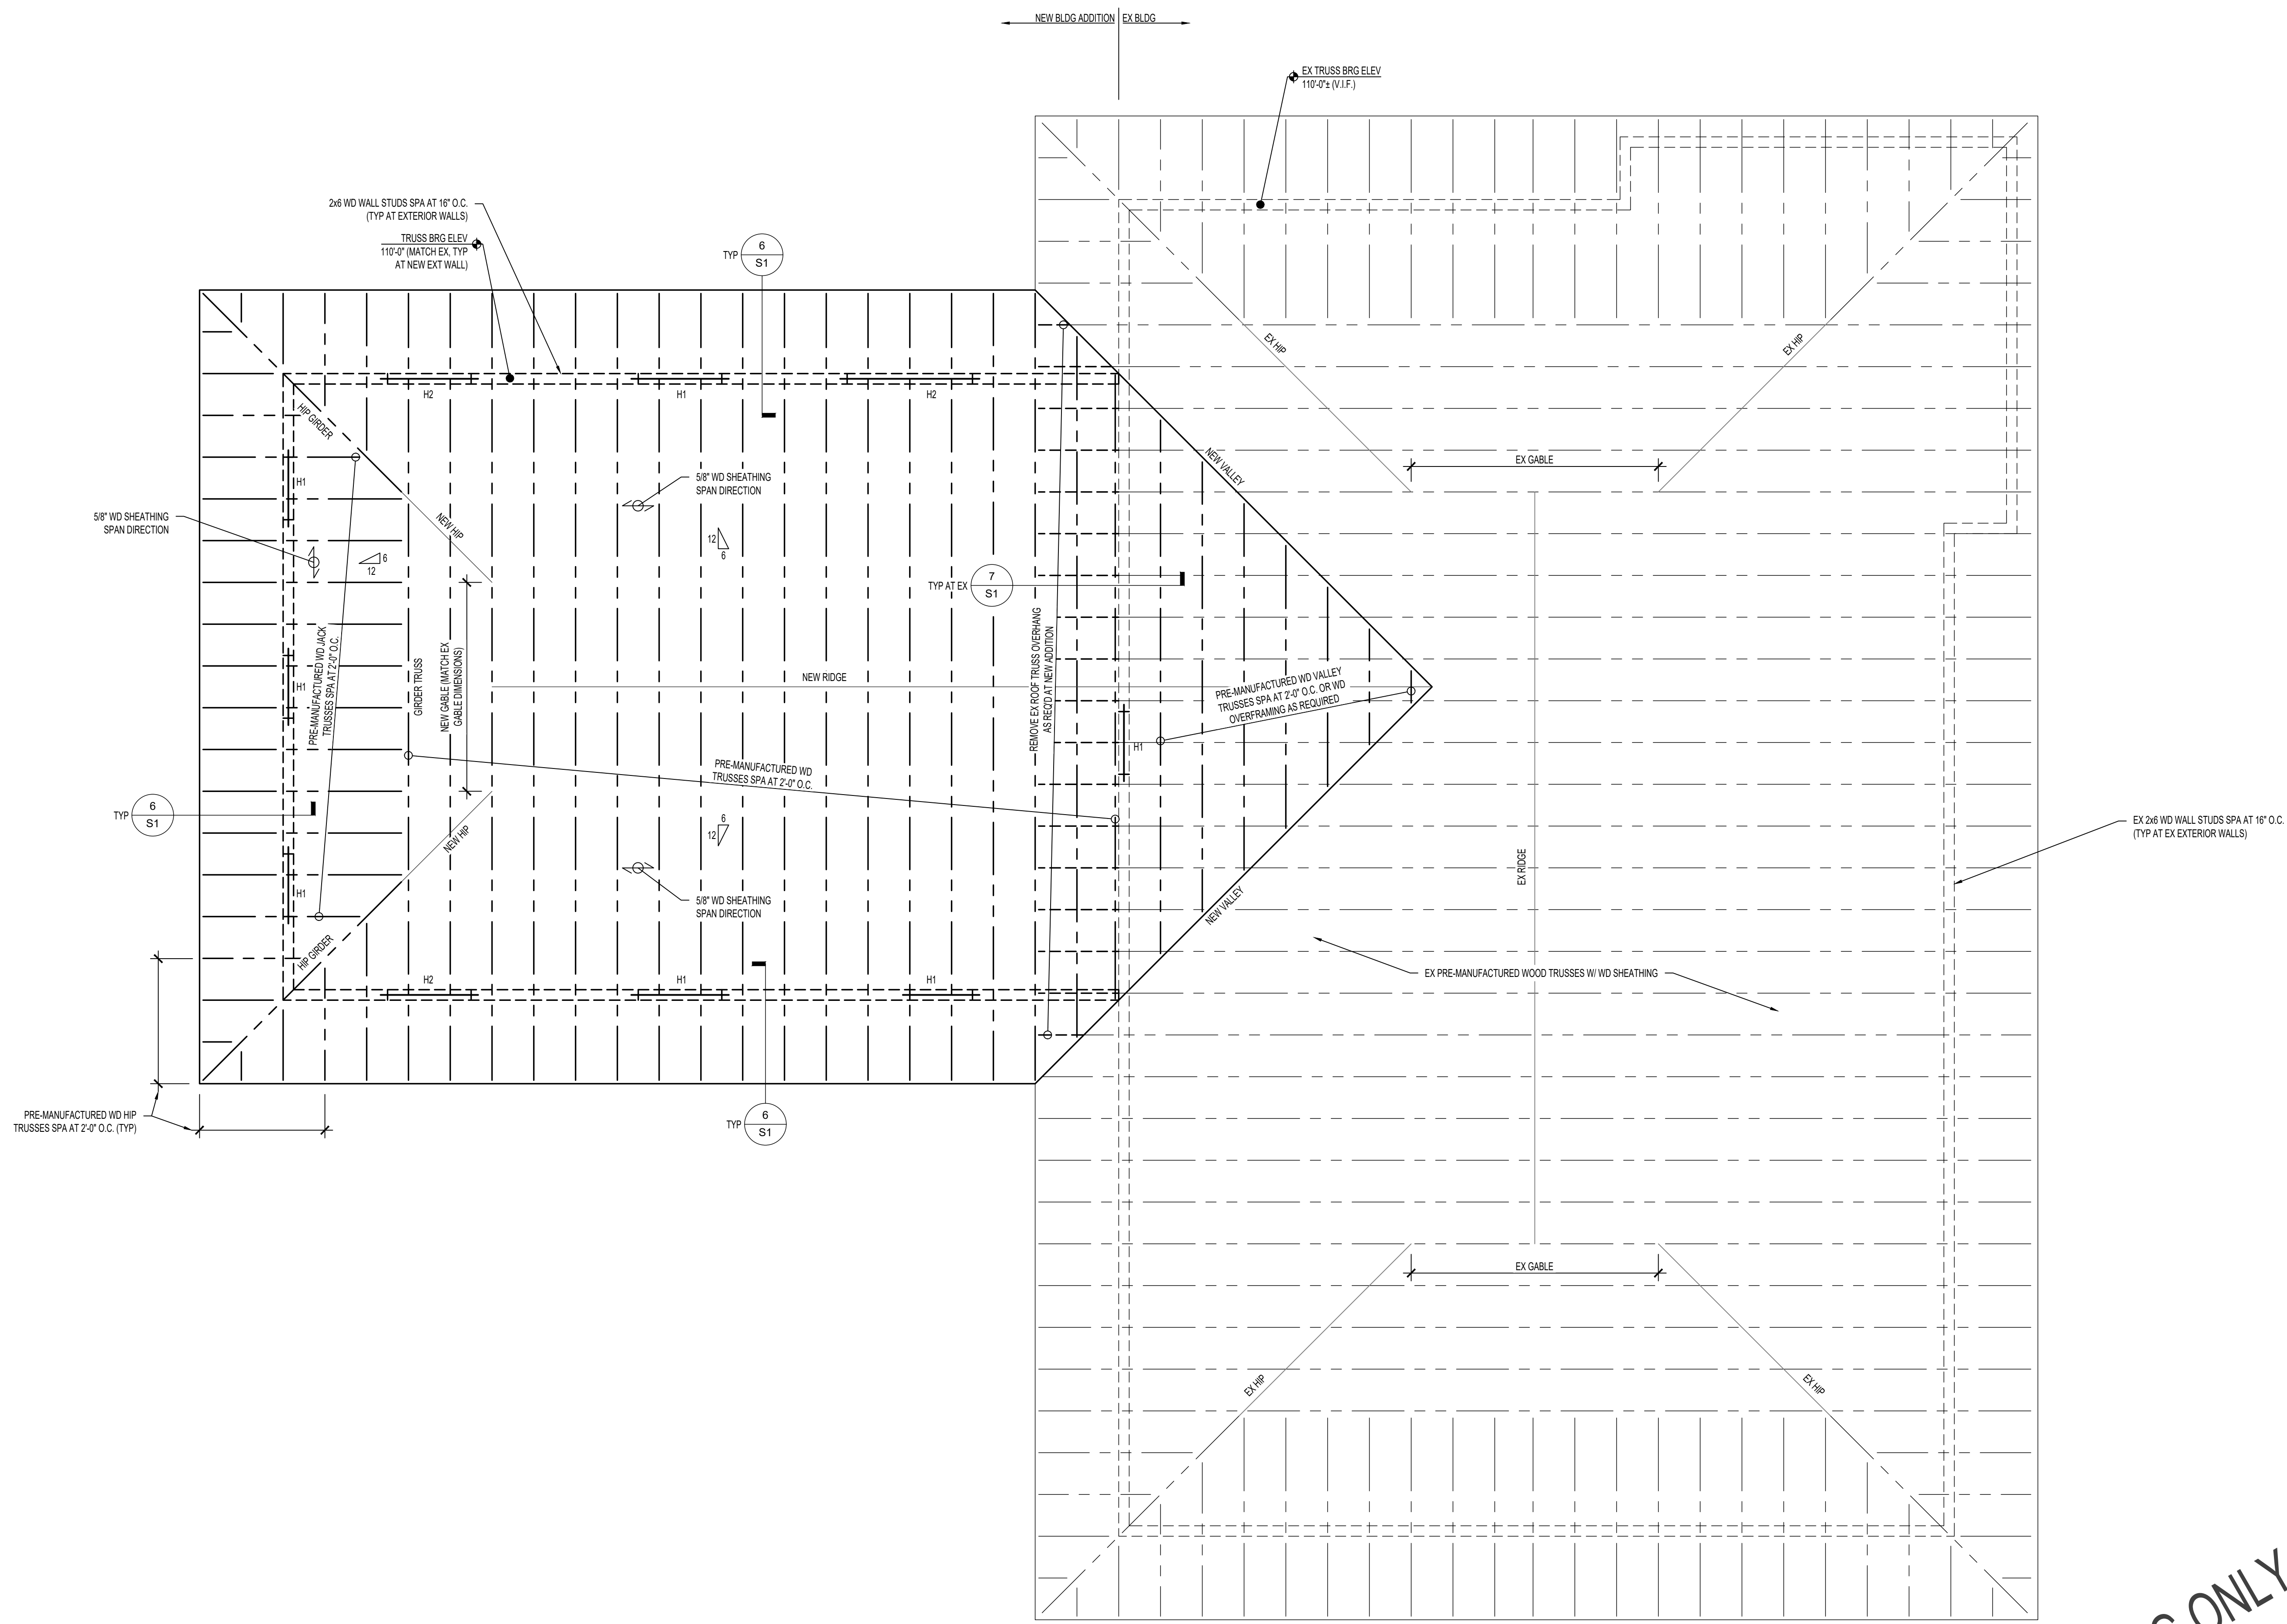 NEW BLDG ADDITION
EX BLDG
EX TRUSS BRG ELEV
110'-0"± (V.I.F.)
2x6 WD WALL STUDS SPA AT 16" O.C.
(TYP AT EXTERIOR WALLS)
TRUSS BRG ELEV
110'-0" (MATCH EX, TYP
AT NEW EXT WALL)
TYP
6
S1
EX HIP
EX HIP
H2
H1
H2
HIP GIRDER
EX GABLE
NEW VALLEY
H1
5/8" WD SHEATHING
SPAN DIRECTION
5/8" WD SHEATHING
SPAN DIRECTION
NEW HIP
12
6
6
12
TYP AT EX
7
S1
PRE-MANUFACTURED WD JACK
TRUSSES SPA AT 2'-0" O.C.
H1
GIRDER TRUSS
NEW GABLE (MATCH EX
GABLE DIMENSIONS)
NEW RIDGE
REMOVE EX ROOF TRUSS OVERHANG
AS REQ'D AT NEW ADDITION
PRE-MANUFACTURED WD VALLEY
TRUSSES SPA AT 2'-0" O.C. OR WD
OVERFRAMING AS REQUIRED
H1
PRE-MANUFACTURED WD
TRUSSES SPA AT 2'-0" O.C.
TYP
6
S1
6
12
NEW HIP
EX RIDGE
EX 2x6 WD WALL STUDS SPA AT 16" O.C.
(TYP AT EX EXTERIOR WALLS)
H1
5/8" WD SHEATHING
SPAN DIRECTION
NEW VALLEY
HIP GIRDER
H2
H1
H1
EX PRE-MANUFACTURED WOOD TRUSSES W/ WD SHEATHING
PRE-MANUFACTURED WD HIP
TRUSSES SPA AT 2'-0" O.C. (TYP)
TYP
6
S1
EX GABLE
EX HIP
EX HIP
ONLY